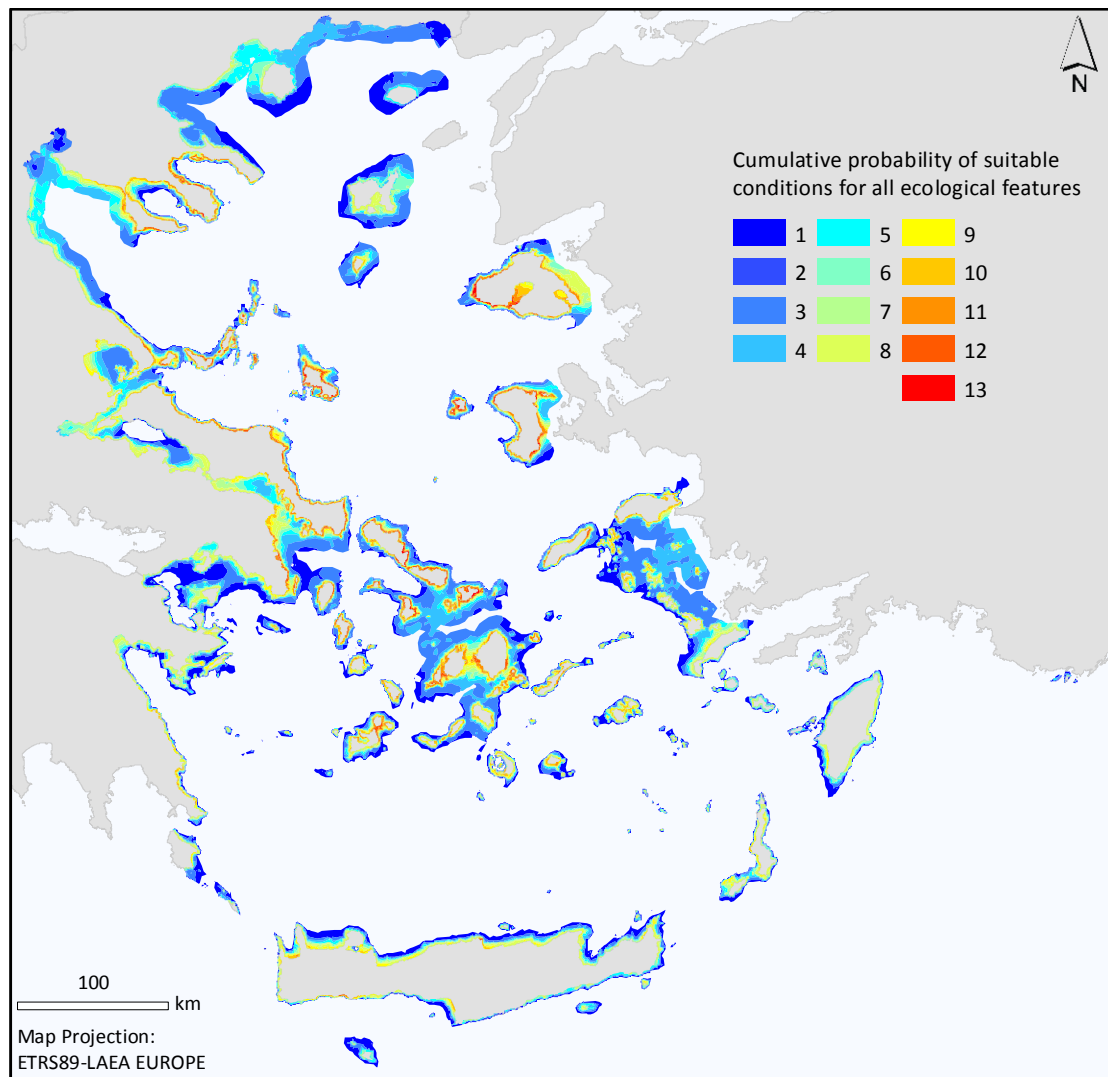 N
Cumulative probability of suitable
conditions for all ecological features
1 5 9
2 6 10
3 7 11
4 8 12
13
100
km
Map Projection:
ETRS89-LAEA EUROPE